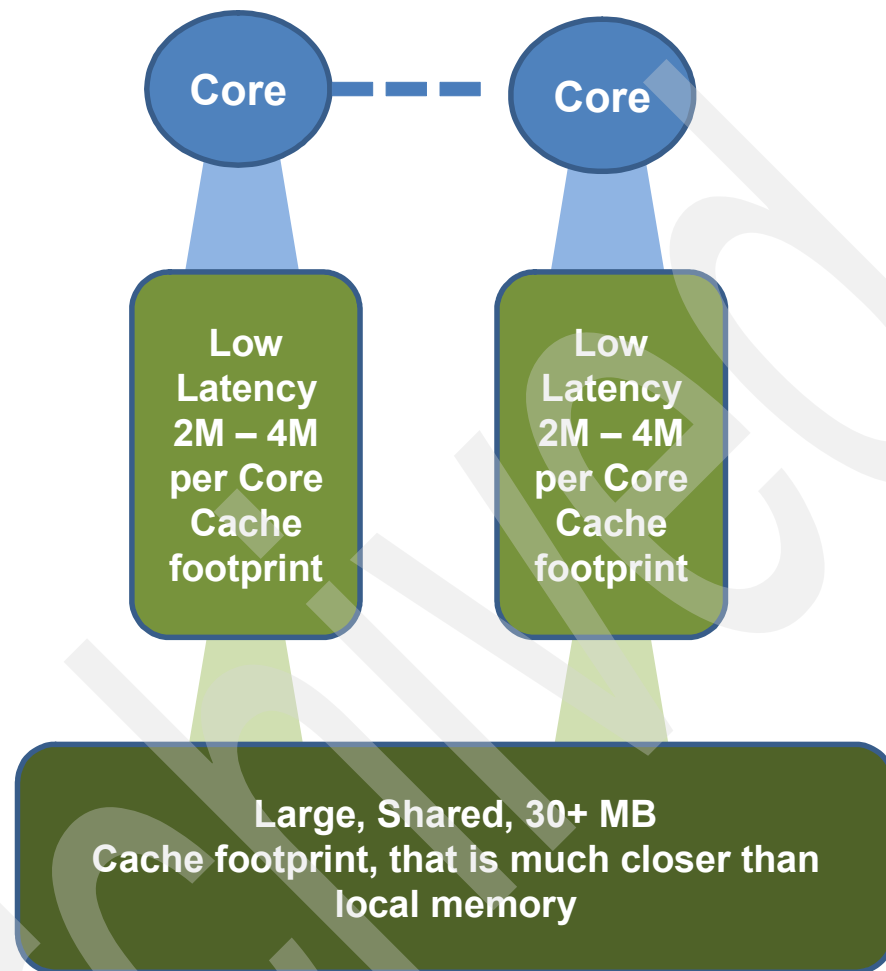 Core
Core
Low
Latency
2M – 4M
per Core
Cache
footprint
Low
Latency
2M – 4M
per Core
Cache
footprint
Large, Shared, 30+ MB
Cache footprint, that is much closer than
local memory